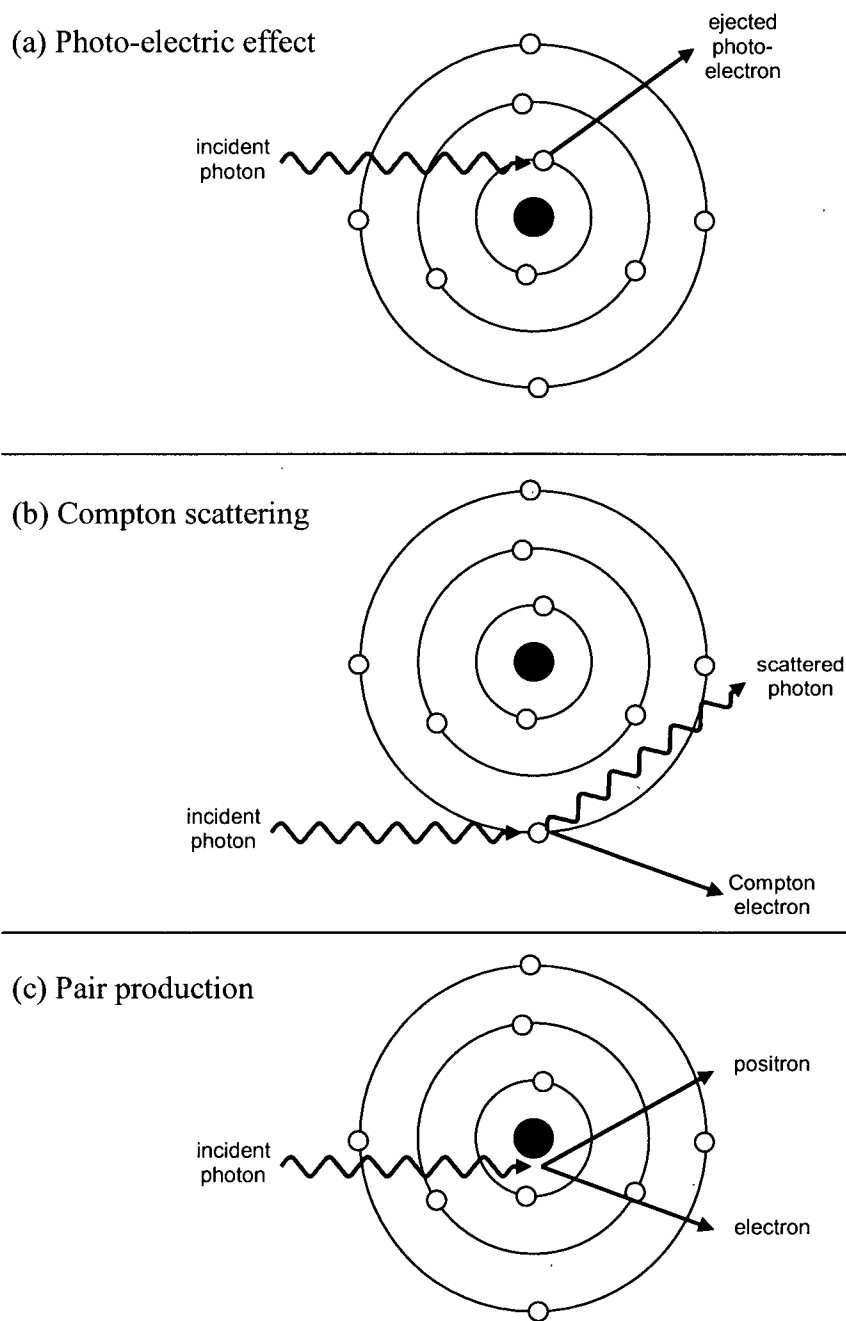 (a) Photo-electric effect
ejected
photo-
electron
incident
photon
(b) Compton scattering
scattered
photon
incident
photon
Compton
electron
(c) Pair production
positron
incident
photon
electron